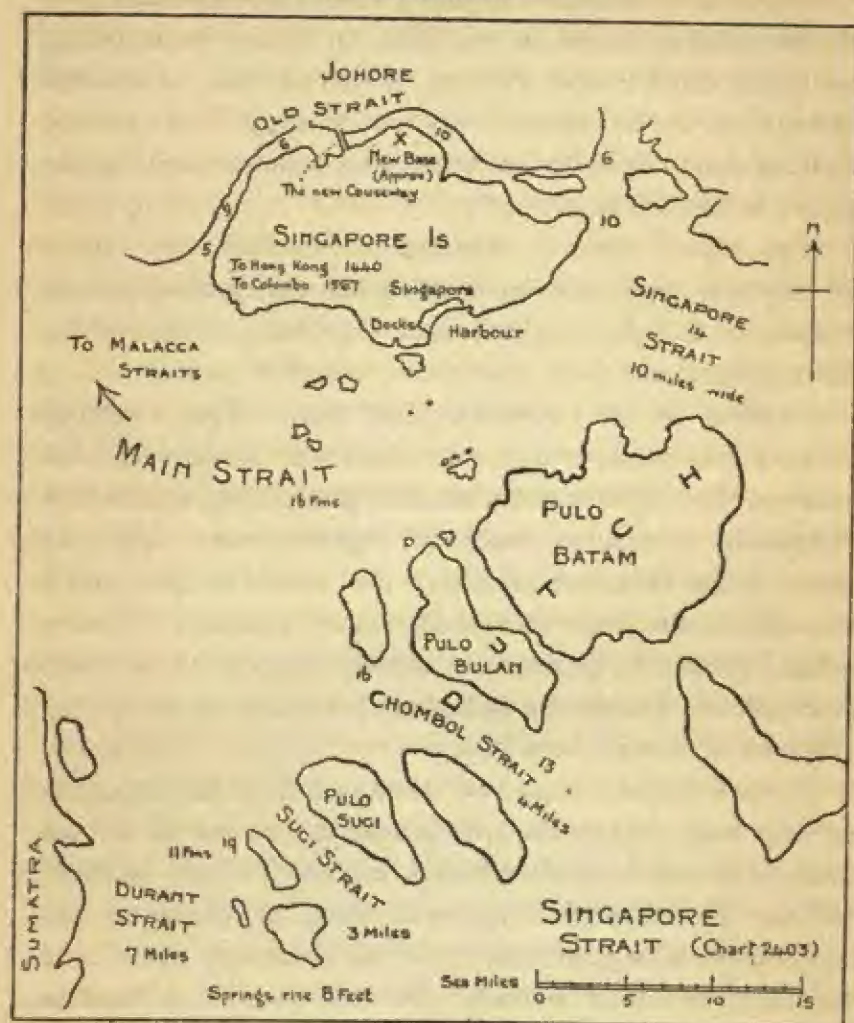 JOHORE
OLD STRAIT
6
10
X
New Base
(Approx)
The new Causeway
6
9
5
10
SINGAPORE Is
To Hong Kong 1440
To Colombo 1567
Singapore
Docks
Harbour
N
SINGAPORE
14
STRAIT
10 miles wide
TO MALACCA
STRAITS
MAIN STRAIT
16 Fms
PULO
BATAM
PULO
BULAN
16
CHOMBOL STRAIT
13
4 Miles
PULO
SUGI
SUGI STRAIT
11 Fms
19
3 Miles
SUMATRA
DURANT
STRAIT
7 Miles
Springs rise 8 Feet
SINGAPORE
STRAIT (Chart 2403)
Sea Miles
0 5 10 15